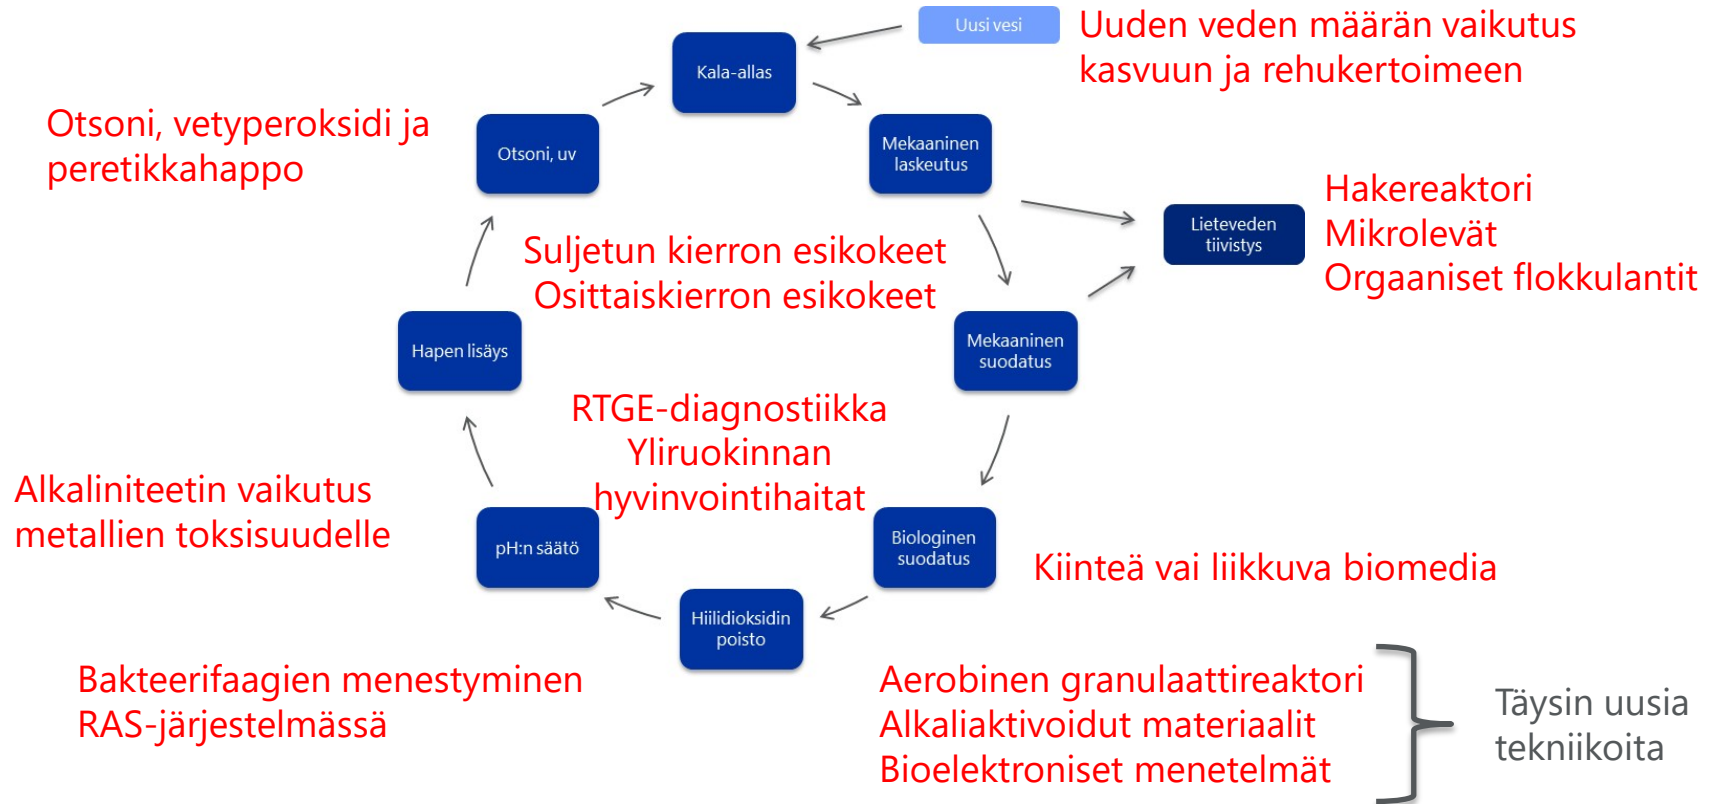 Uusi vesi
Uuden veden määrän vaikutus
kasvuun ja rehukertoimeen
Kala-allas
Otsoni, vetyperoksidi ja
peretikkahappo
Otsoni, uv
Mekaaninen
laskeutus
Hakereaktori
Mikrolevät
Orgaaniset flokkulantit
Lieteveden
tiivistys
Suljetun kierron esikokeet
Osittaiskierron esikokeet
Hapen lisäys
Mekaaninen
suodatus
RTGE-diagnostiikka
Yliruokinnan
hyvinvointihaitat
Alkaliniteetin vaikutus
metallien toksisuudelle
pH:n säätö
Biologinen
suodatus
Kiinteä vai liikkuva biomedia
Hiilidioksidin
poisto
Bakteerifaagien menestyminen
RAS-järjestelmässä
Aerobinen granulaattireaktori
Alkaliaktivoidut materiaalit
Bioelektroniset menetelmät
Täysin uusia
tekniikoita